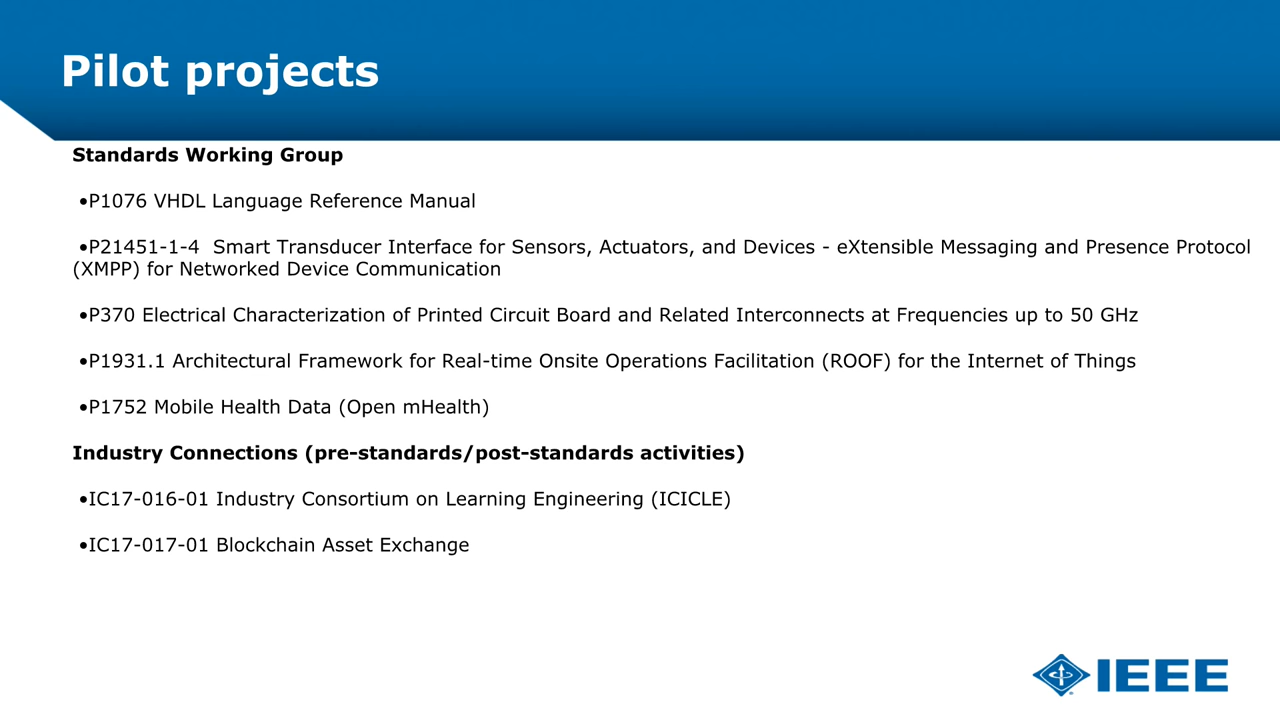 Pilot projects
Standards Working Group
•P1076 VHDL Language Reference Manual
•P21451-1-4  Smart Transducer Interface for Sensors, Actuators, and Devices - eXtensible Messaging and Presence Protocol
(XMPP) for Networked Device Communication
•P370 Electrical Characterization of Printed Circuit Board and Related Interconnects at Frequencies up to 50 GHz
•P1931.1 Architectural Framework for Real-time Onsite Operations Facilitation (ROOF) for the Internet of Things
•P1752 Mobile Health Data (Open mHealth)
Industry Connections (pre-standards/post-standards activities)
•IC17-016-01 Industry Consortium on Learning Engineering (ICICLE)
•IC17-017-01 Blockchain Asset Exchange
IEEE